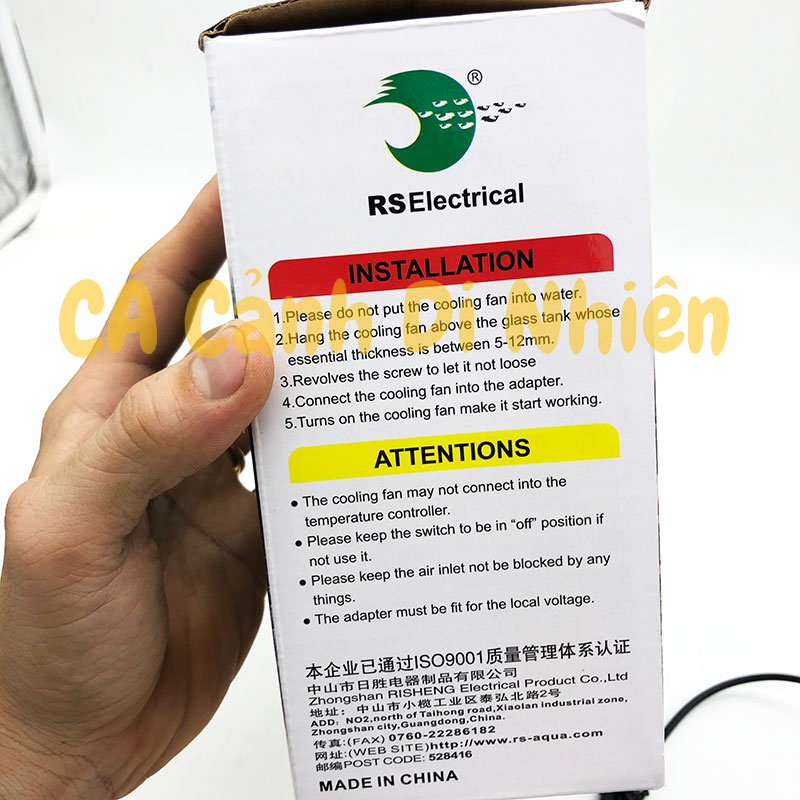 ®
RSElectrical
INSTALLATION
CÁ Cảnh Di Nhiên
1.Please do not put the cooling fan into water.
2.Hang the cooling fan above the glass tank whose
essential thickness is between 5-12mm.
3.Revolves the screw to let it not loose
4.Connect the cooling fan into the adapter.
5.Turns on the cooling fan make it start working.
ATTENTIONS
● The cooling fan may not connect into the
temperature controller.
● Please keep the switch to be in “off” position if
not use it.
● Please keep the air inlet not be blocked by any
things.
● The adapter must be fit for the local voltage.
本企业已通过ISO9001质量管理体系认证
中山市日胜电器制品有限公司
Zhongshan RISHENG Electrical Product Co.,Ltd
地址: 中山市小榄工业区泰弘北路2号
ADD: NO2,north of Taihong road,Xiaolan industrial zone,
Zhongshan city,Guangdong,China.
传真:(FAX) 0760-22286182
网址:(WEB SITE)http://www.rs-aqua.com
邮编POST CODE: 528416
MADE IN CHINA